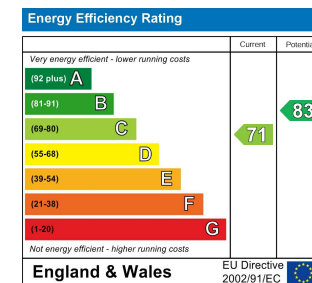 Energy Efficiency Rating
Current Potentia
Very energy efficient - lower running costs
(92 plus) A
(81-91) B
(69-80) C
(55-68) D
(39-54) E
(21-38) F
(1-20) G
71
83
Not energy efficient - higher running costs
England & Wales
EU Directive
2002/91/EC